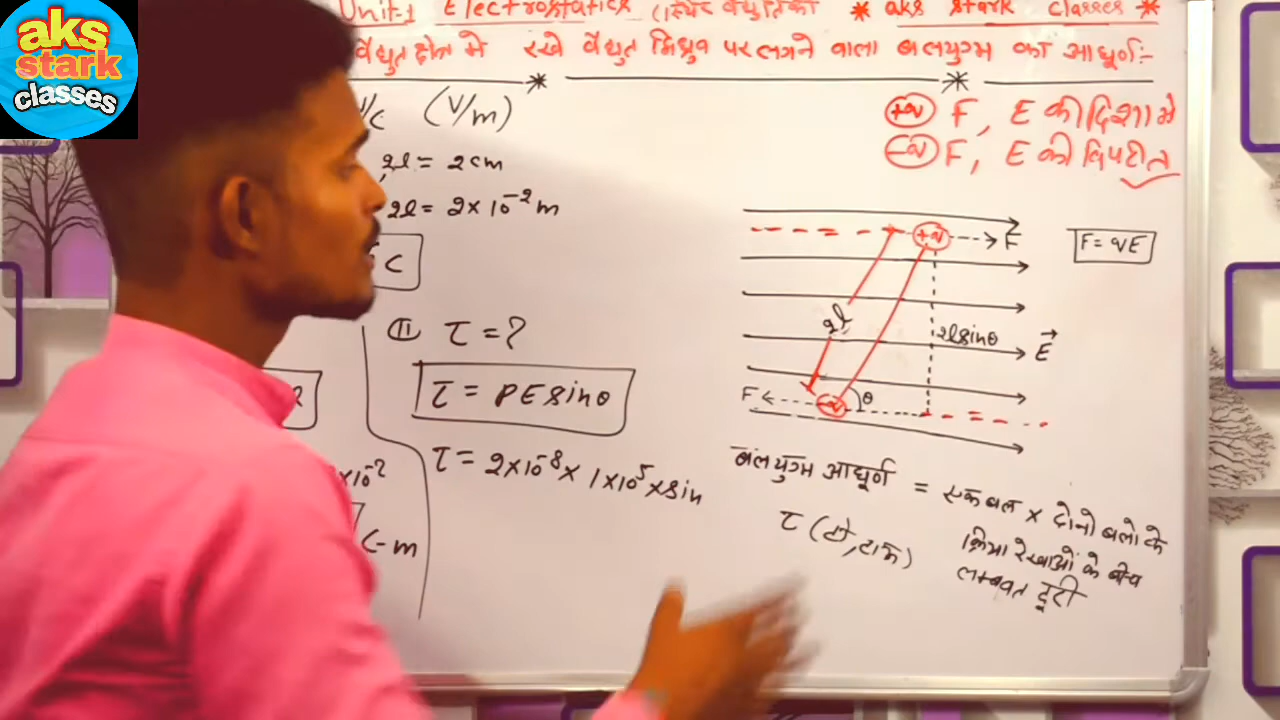 aks
stark
classes
Unit-1 Electrostatics * aks stark classes *
वैद्युत क्षेत्र में रखे वैद्युत द्विध्रुव पर लगने वाला बलयुग्म का आघूर्ण:-
/c (V/m)
2l = 2cm
2l = 2×10⁻² m
C
+q F, E की दिशा में
-q F, E की विपरीत
+q F
F = qE
2l
2l sinθ
E
F -q θ
II τ = ?
τ = PE sinθ
τ = 2×10⁻⁸ × 1×10⁵ × sin
×10⁻²
C-m
बलयुग्म आघूर्ण = एक बल × दोनो बलो के
क्रिया रेखाओं के बीच
लम्बवत दूरी
τ (टो, टाऊ)